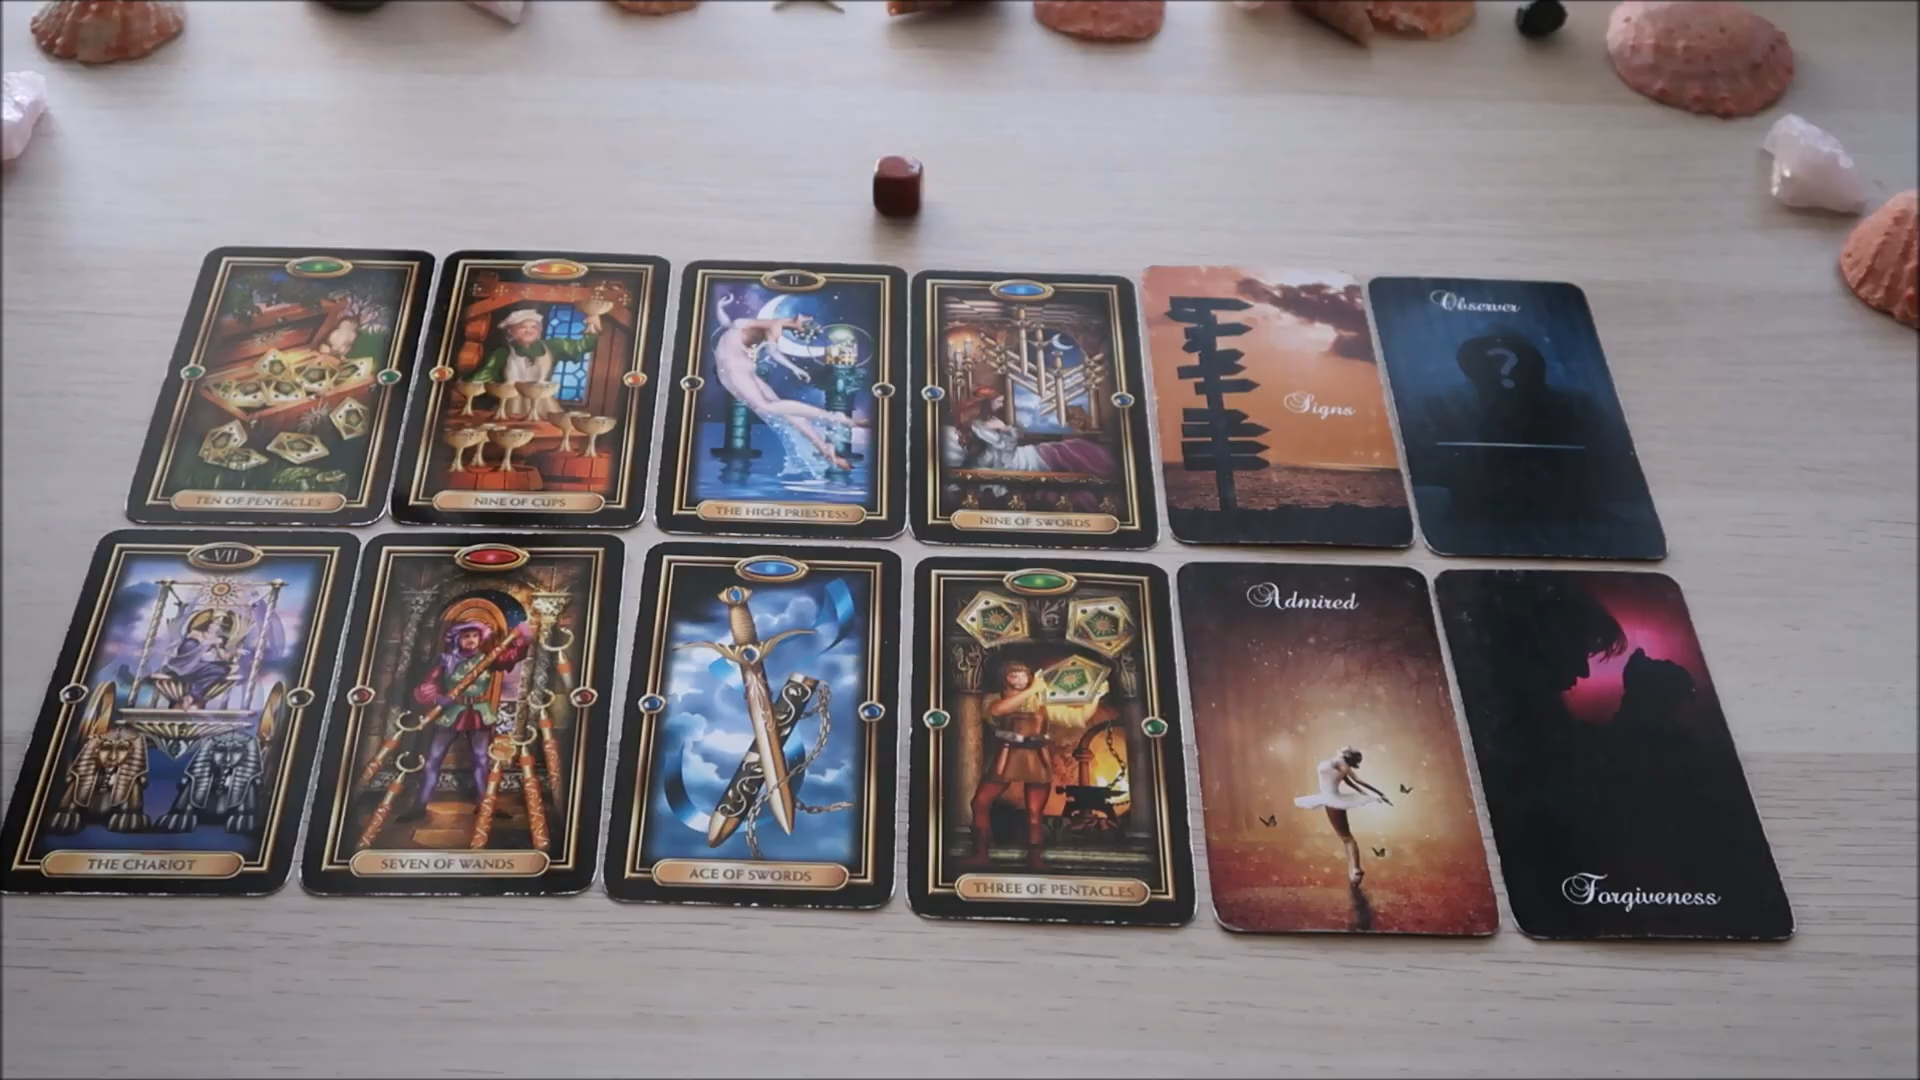 II
TEN OF PENTACLES
NINE OF CUPS
THE HIGH PRIESTESS
NINE OF SWORDS
Signs
Observer
?
VII
THE CHARIOT
SEVEN OF WANDS
ACE OF SWORDS
THREE OF PENTACLES
Admired
Forgiveness